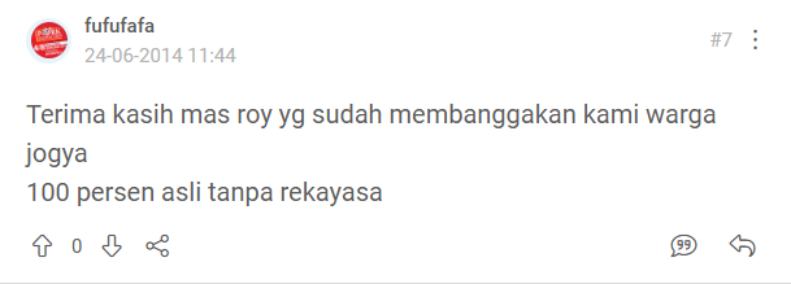 fufufafa
24-06-2014 11:44
#7
Terima kasih mas roy yg sudah membanggakan kami warga
jogya
100 persen asli tanpa rekayasa
0
99